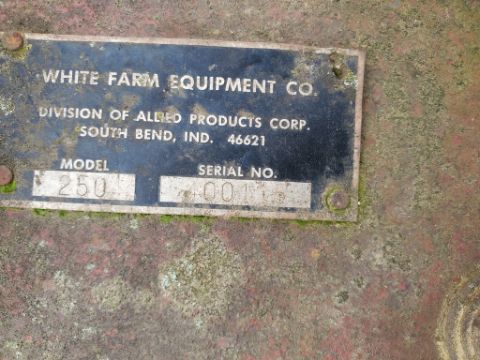 WHITE FARM EQUIPMENT CO.
DIVISION OF ALLIED PRODUCTS CORP.
SOUTH BEND, IND. 46621
MODEL SERIAL NO.
250